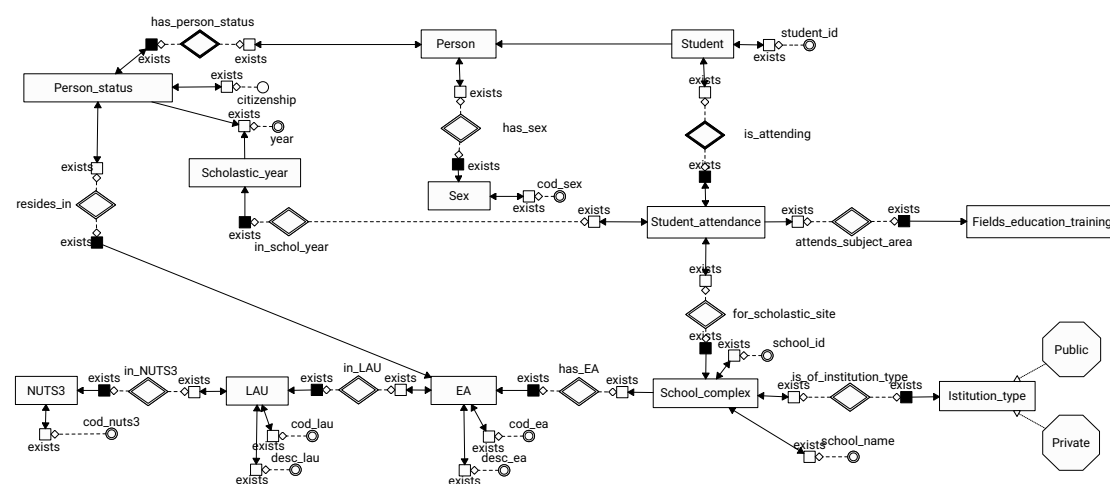 has_person_status
exists
exists
Person
Student
student_id
exists
Person_status
exists
citizenship
exists
exists
exists
year
has_sex
is_attending
Scholastic_year
exists
exists
exists
cod_sex
Sex
exists
resides_in
exists
exists
exists
in_schol_year
exists
Student_attendance
exists
exists
attends_subject_area
Fields_education_training
exists
for_scholastic_site
exists
exists
school_id
Public
in_NUTS3
in_LAU
has_EA
is_of_institution_type
NUTS3
exists
exists
LAU
exists
exists
EA
exists
exists
School_complex
exists
exists
Istitution_type
cod_nuts3
exists
cod_lau
exists
desc_lau
exists
cod_ea
exists
desc_ea
exists
exists
school_name
Private